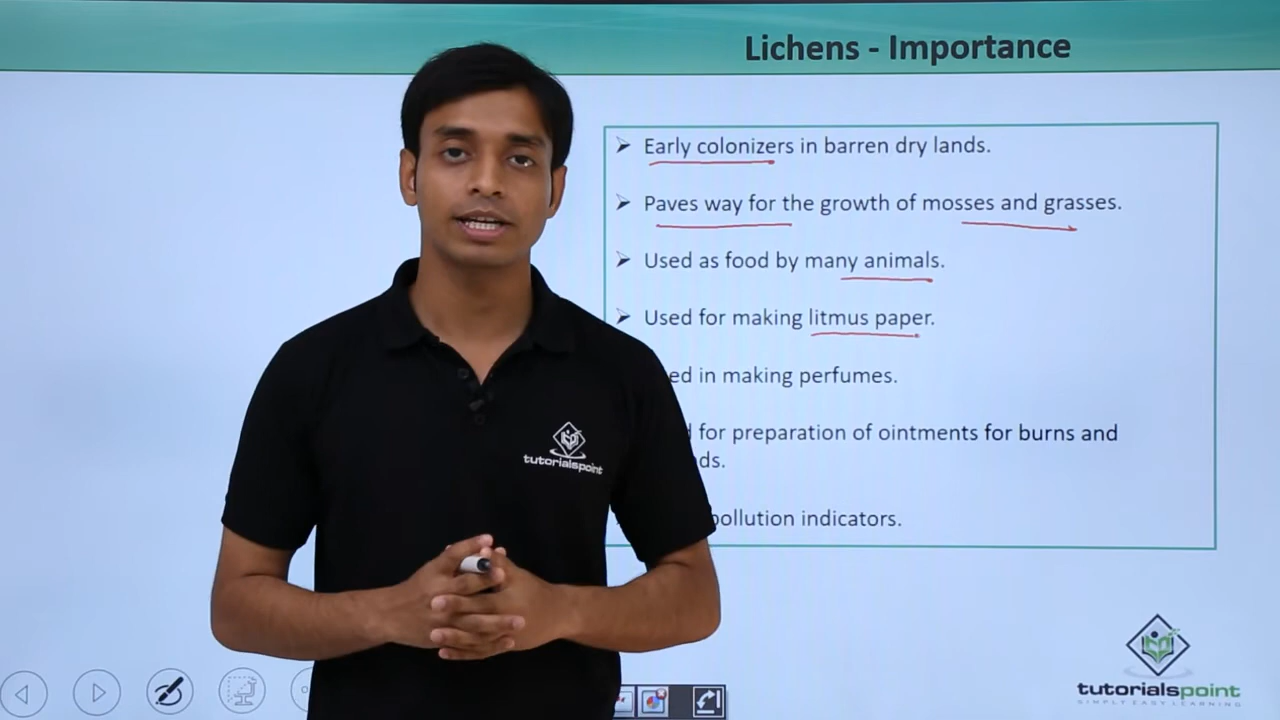 Lichens - Importance
Early colonizers in barren dry lands.
Paves way for the growth of mosses and grasses.
Used as food by many animals.
Used for making litmus paper.
in making perfumes.
for preparation of ointments for burns and
pollution indicators.
tutorialspoint
tutorialspoint
SIMPLY EASY LEARNING